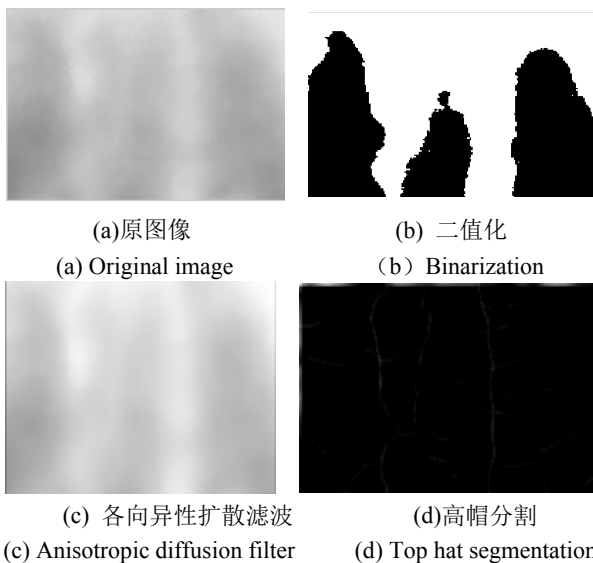 (a)原图像
(b) 二值化
(a) Original image
（b）Binarization
(c) 各向异性扩散滤波
(d)高帽分割
(c) Anisotropic diffusion filter
(d) Top hat segmentation